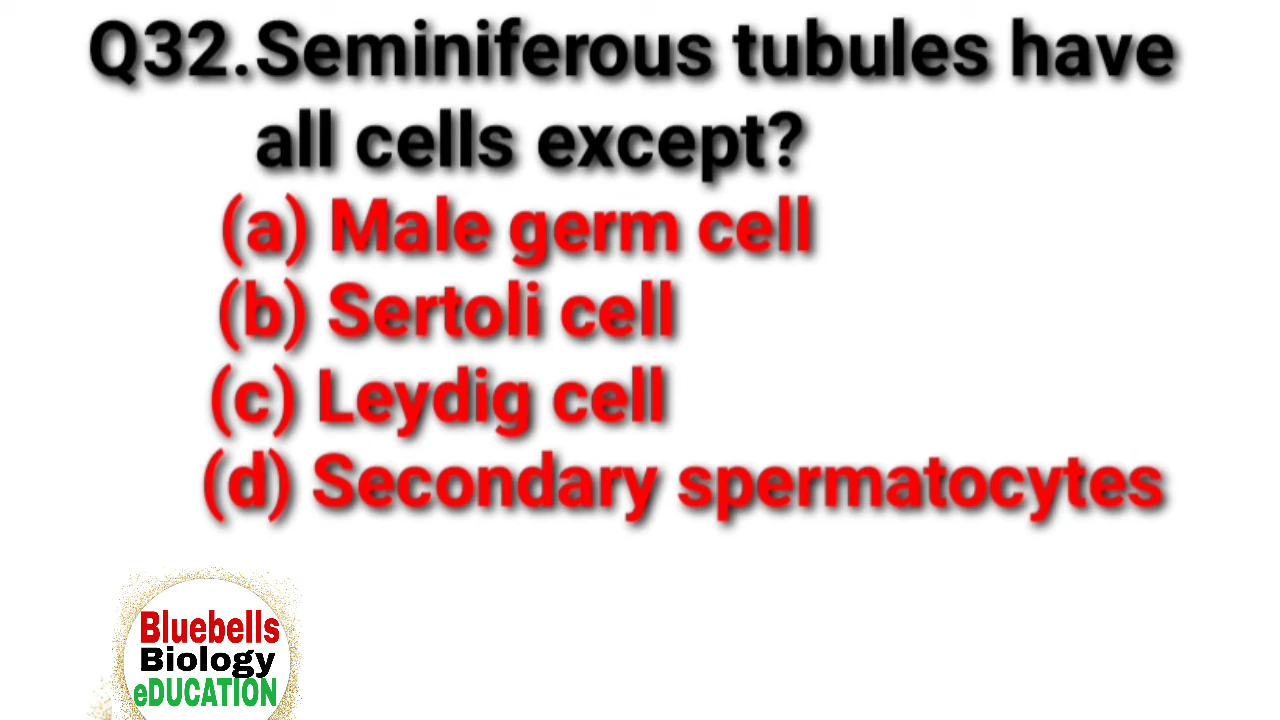 Q32.Seminiferous tubules have
all cells except?
(a) Male germ cell
(b) Sertoli cell
(c) Leydig cell
(d) Secondary spermatocytes
Bluebells
Biology
eDUCATION